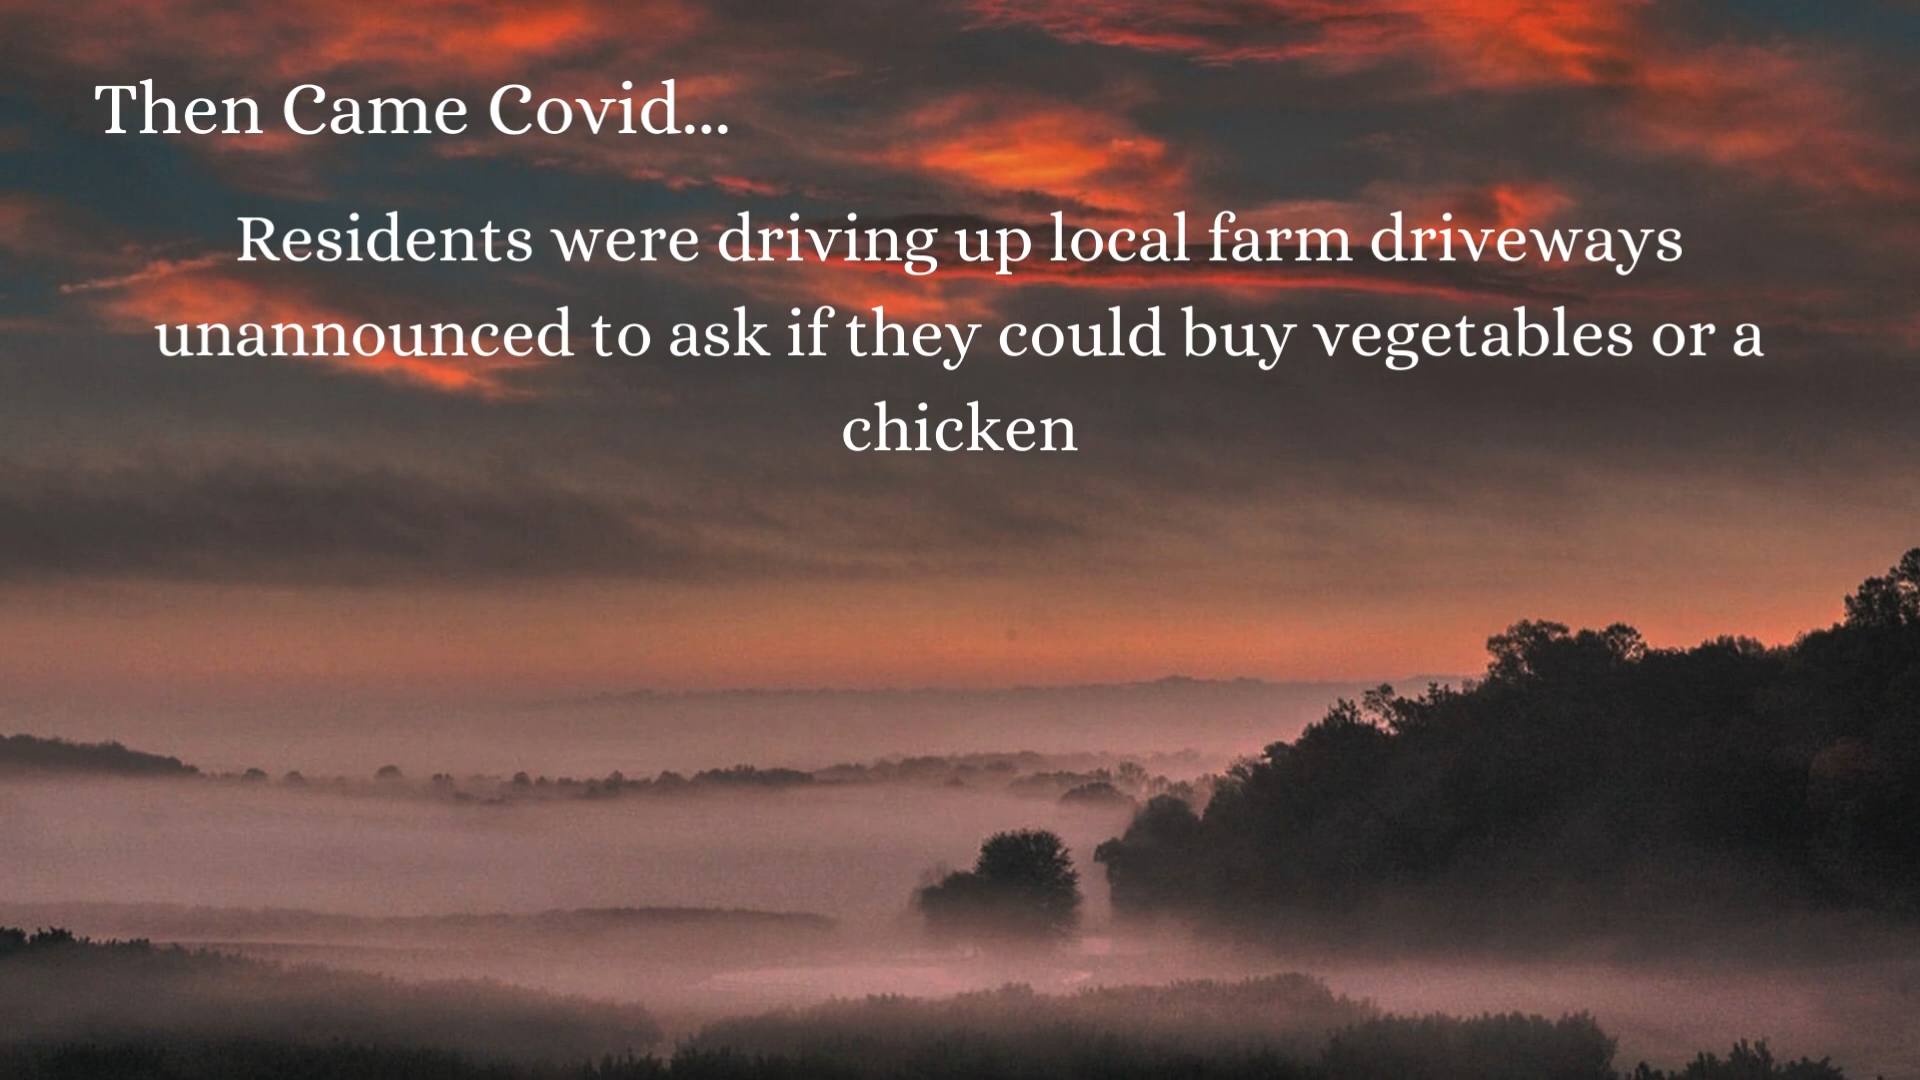 Then Came Covid...
Residents were driving up local farm driveways
unannounced to ask if they could buy vegetables or a
chicken